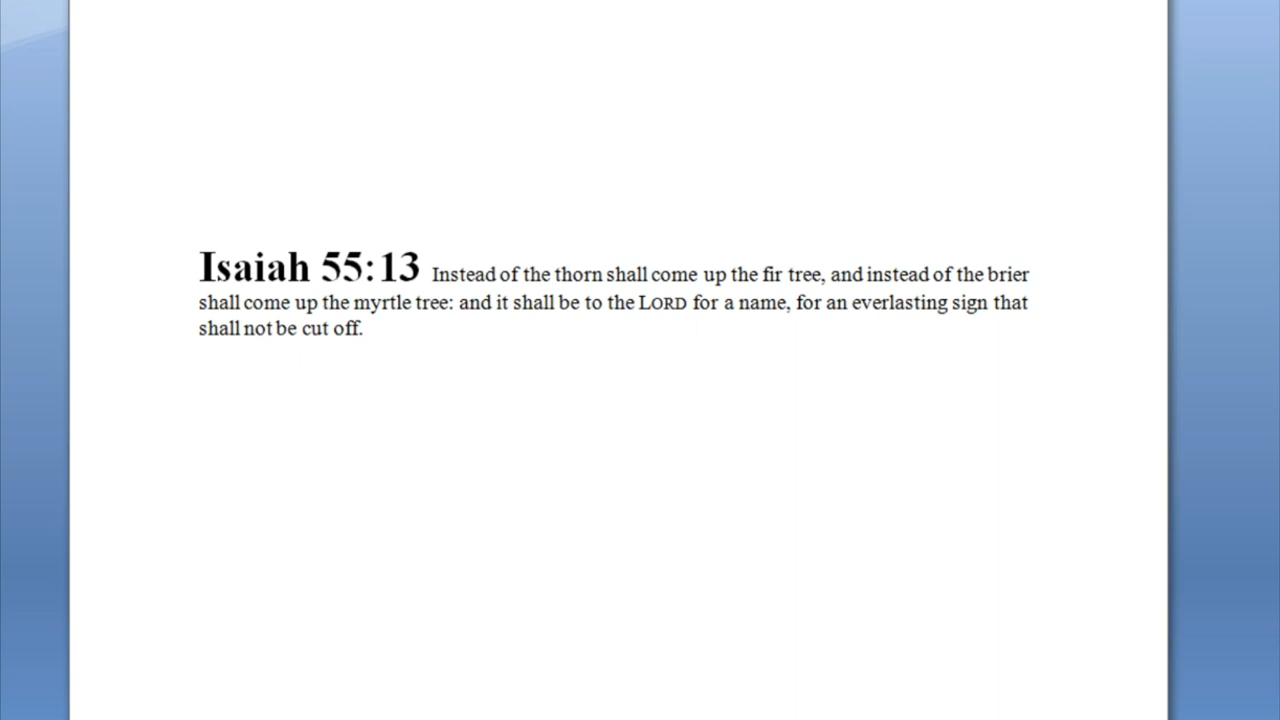 Isaiah 55:13 Instead of the thorn shall come up the fir tree, and instead of the brier
shall come up the myrtle tree: and it shall be to the LORD for a name, for an everlasting sign that
shall not be cut off.